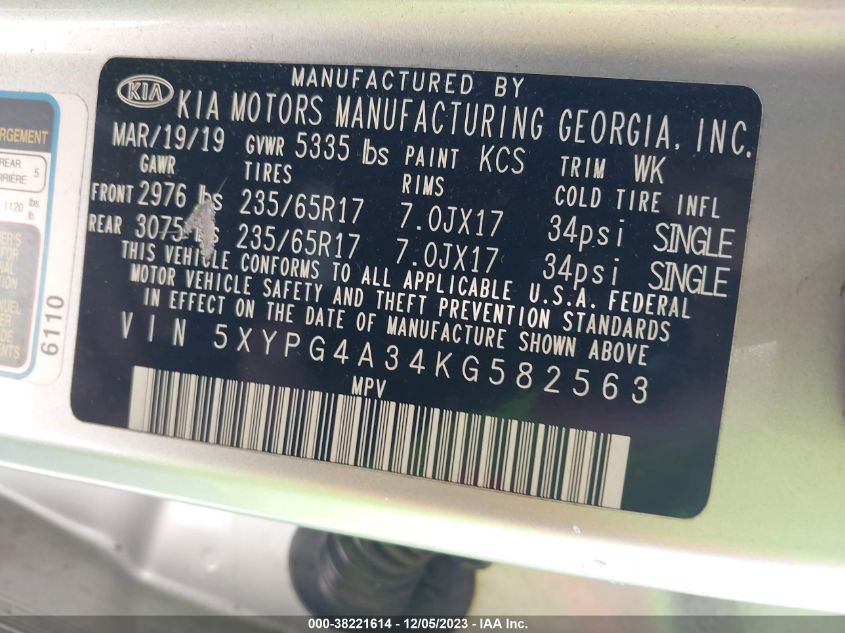 MANUFACTURED BY
KIA KIA MOTORS MANUFACTURING GEORGIA, INC.
MAR/19/19 GVWR 5335 lbs PAINT KCS TRIM WK
GAWR TIRES RIMS COLD TIRE INFL
FRONT 2976 lbs 235/65R17 7.0JX17 34psi SINGLE
REAR 3075 235/65R17 7.0JX17 34psi SINGLE
THIS VEHICLE CONFORMS TO ALL APPLICABLE U.S.A. FEDERAL
MOTOR VEHICLE SAFETY AND THEFT PREVENTION STANDARDS
IN EFFECT ON THE DATE OF MANUFACTURE SHOWN ABOVE
VIN 5XYPG4A34KG582563
MPV
REAR 5
1120 lbs.
lb.
6110
000-38221614 - 12/05/2023 - IAA Inc.